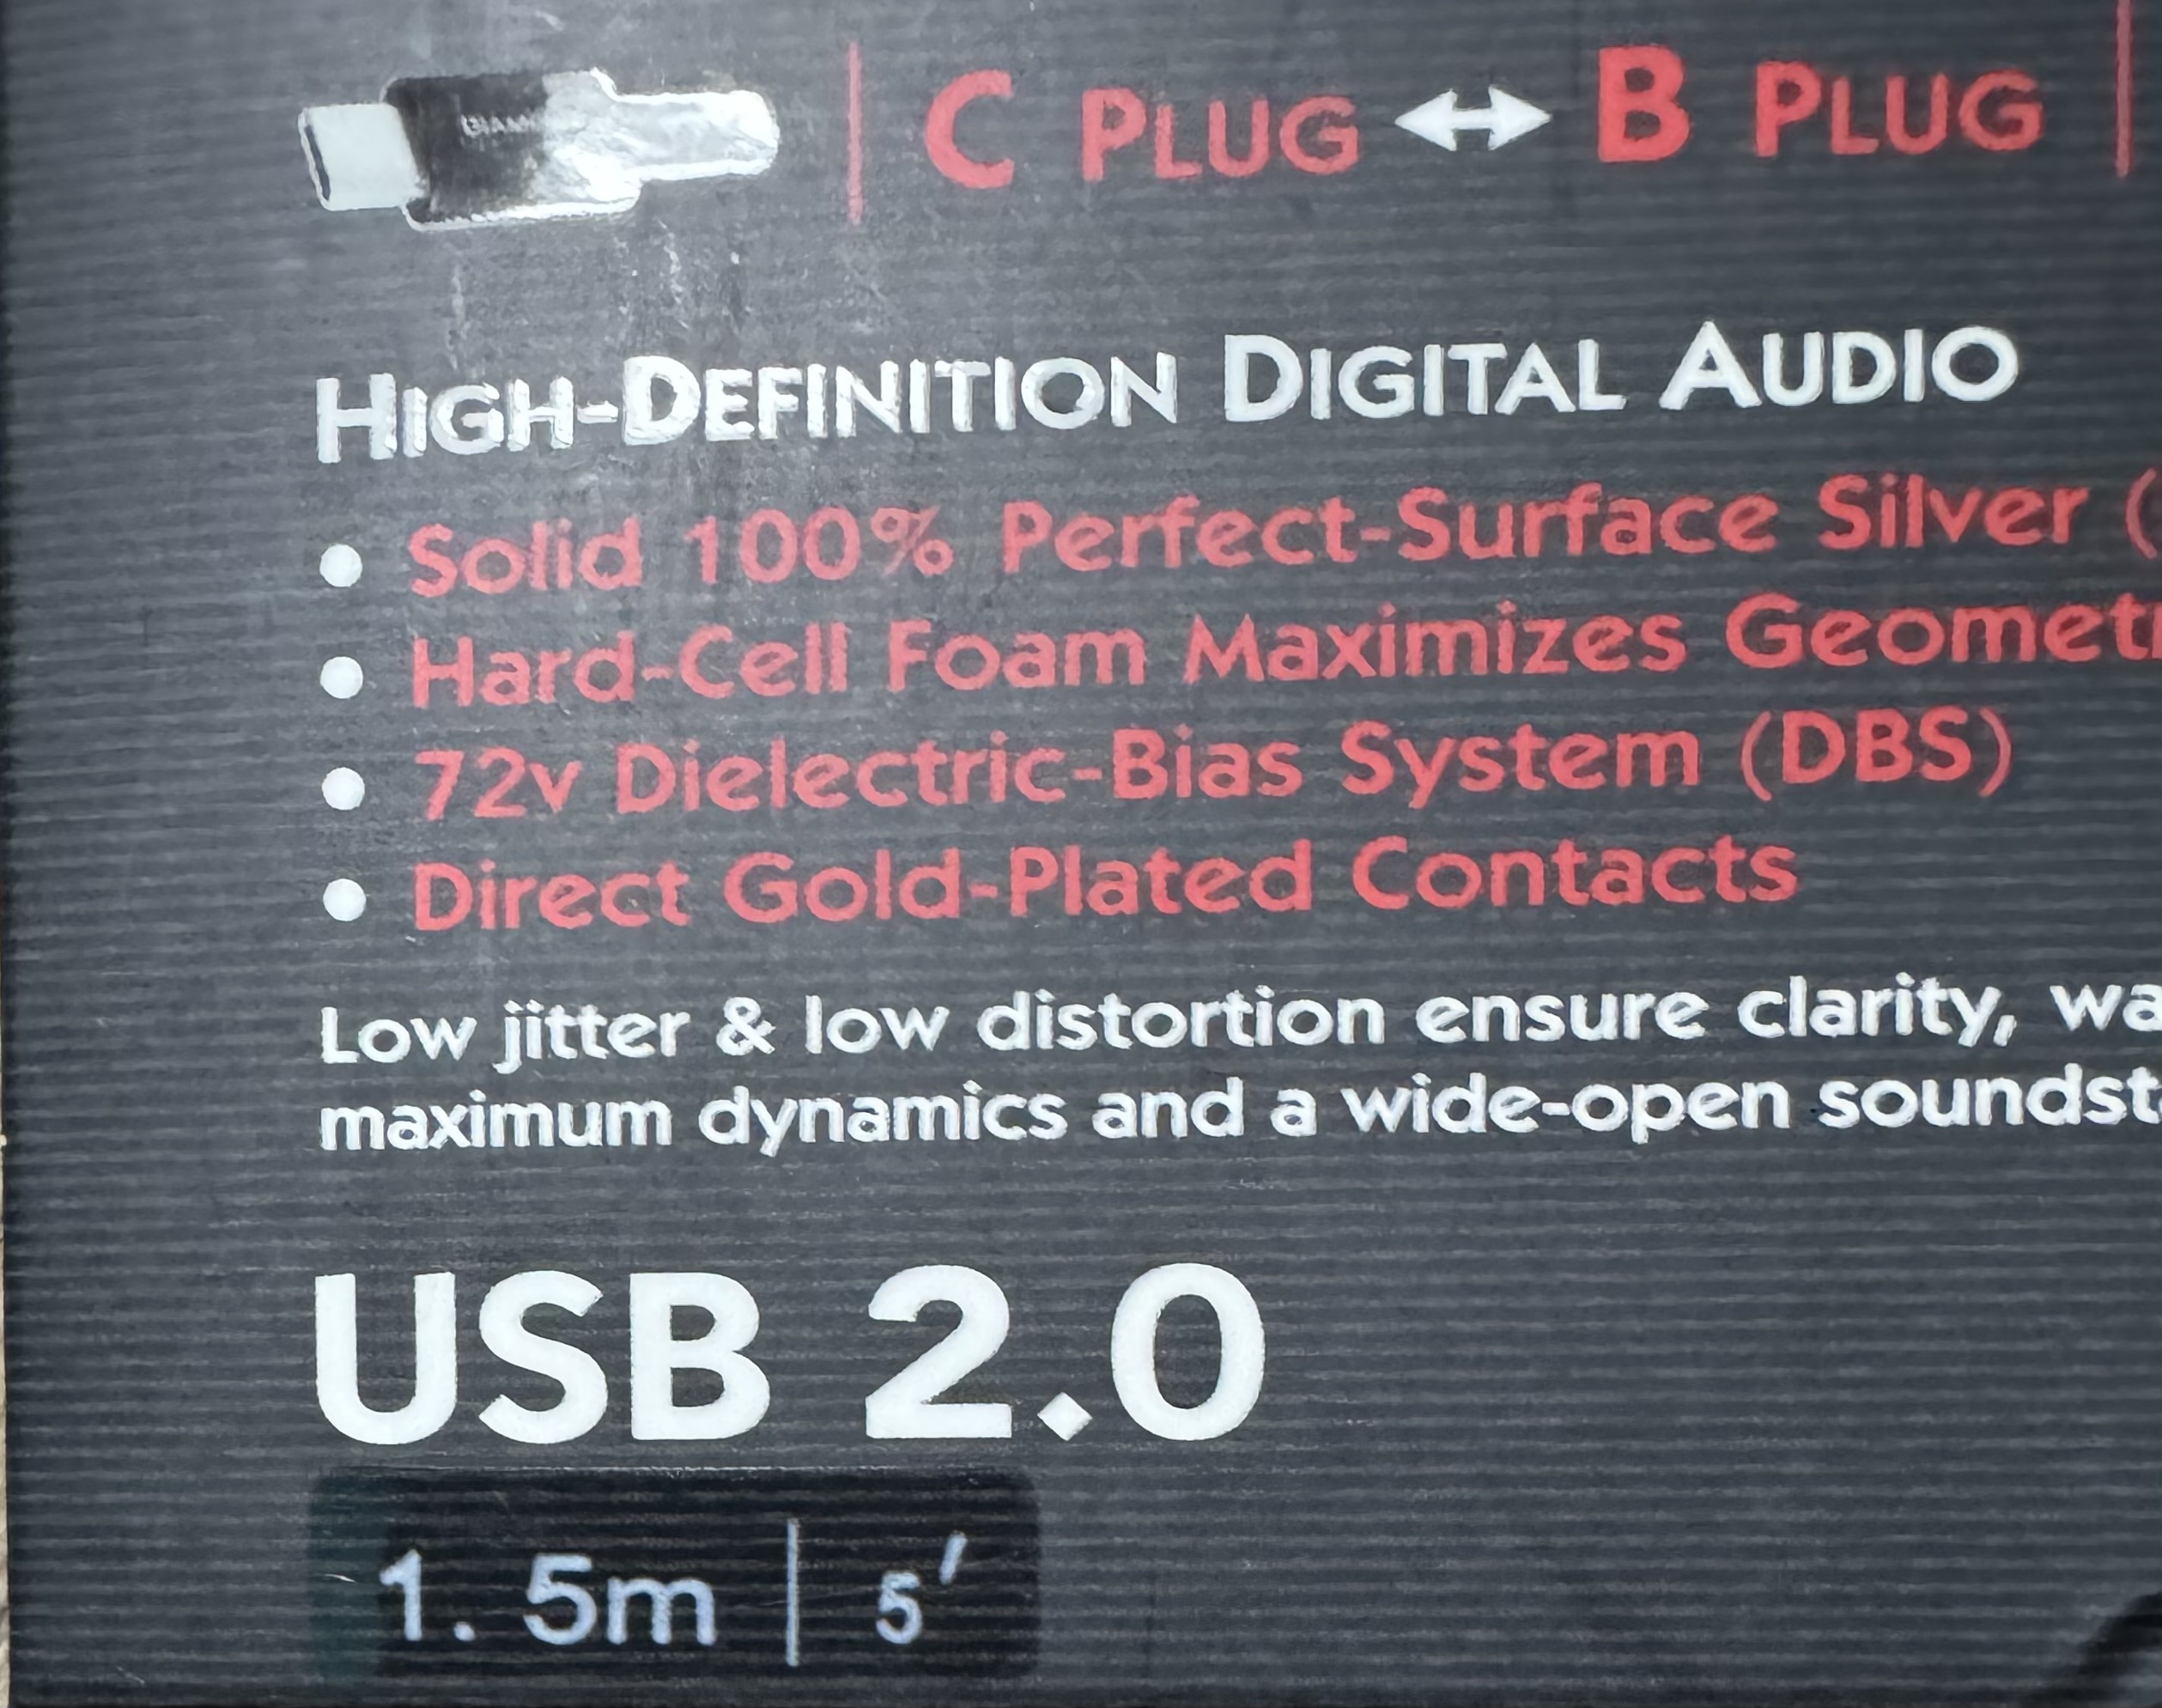 C PLUG ↔ B PLUG
HIGH-DEFINITION DIGITAL AUDIO
• Solid 100% Perfect-Surface Silver (
• Hard-Cell Foam Maximizes
• 72v Dielectric-Bias System (DBS)
• Direct Gold-Plated Contacts
Low jitter & low distortion ensure clarity,
maximum dynamics and a wide-open
USB 2.0
1.5m | 5′